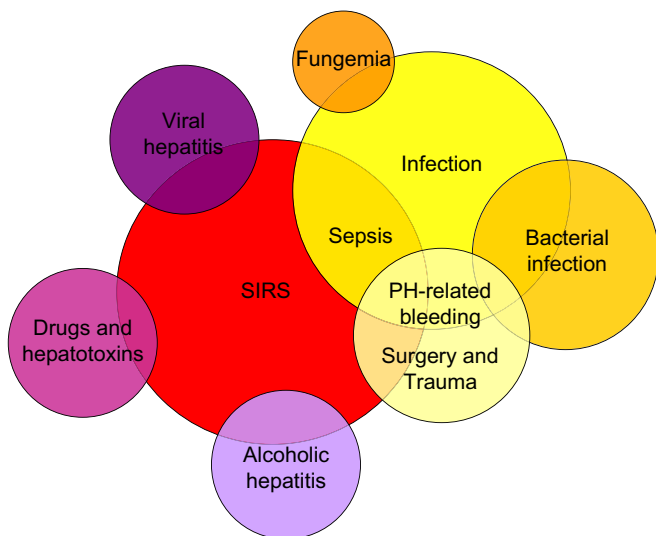 Fungemia
Viral
hepatitis
Infection
Sepsis
Bacterial
infection
SIRS
PH-related
bleeding
Drugs and
hepatotoxins
Surgery and
Trauma
Alcoholic
hepatitis